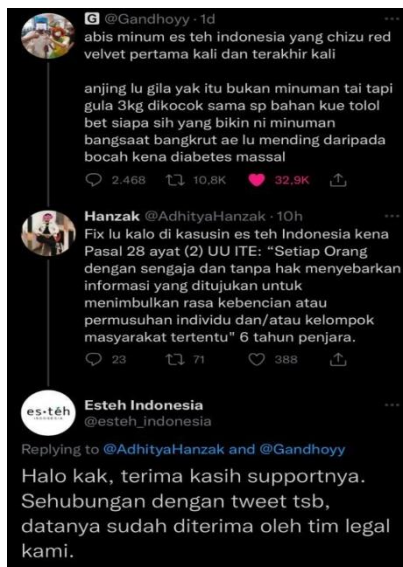 G @Gandhoyy · 1d
abis minum es teh indonesia yang chizu red
velvet pertama kali dan terakhir kali
anjing lu gila yak itu bukan minuman tai tapi
gula 3kg dikocok sama sp bahan kue tolol
bet siapa sih yang bikin ni minuman
bangsaat bangkrut ae lu mending daripada
bocah kena diabetes massal
2.468 10,8K 32,9K
Hanzak @AdhityaHanzak · 10h
Fix lu kalo di kasusin es teh Indonesia kena
Pasal 28 ayat (2) UU ITE: “Setiap Orang
dengan sengaja dan tanpa hak menyebarkan
informasi yang ditujukan untuk
menimbulkan rasa kebencian atau
permusuhan individu dan/atau kelompok
masyarakat tertentu" 6 tahun penjara.
23 71 388
es•téh
INDONESIA
Esteh Indonesia
@esteh_indonesia
Replying to @AdhityaHanzak and @Gandhoyy
Halo kak, terima kasih supportnya.
Sehubungan dengan tweet tsb,
datanya sudah diterima oleh tim legal
kami.